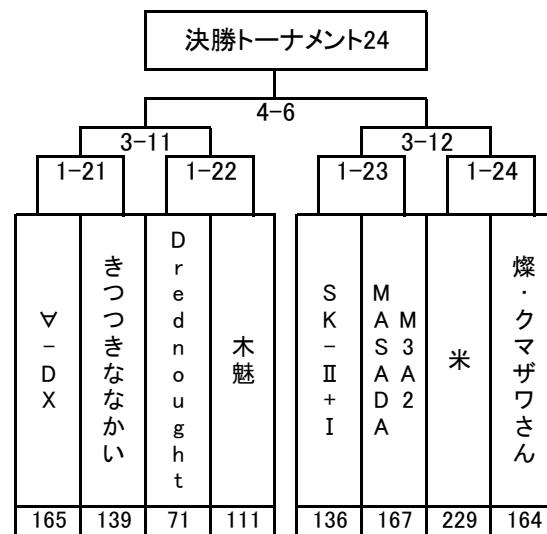 決勝トーナメント24
4-6
3-11
3-12
1-21
1-22
1-23
1-24
∀-DX
きつつきななかい
Drednought
木魅
SK-Ⅱ+I
MASADA
M3A2
米
燦・クマザワさん
165
139
71
111
136
167
229
164